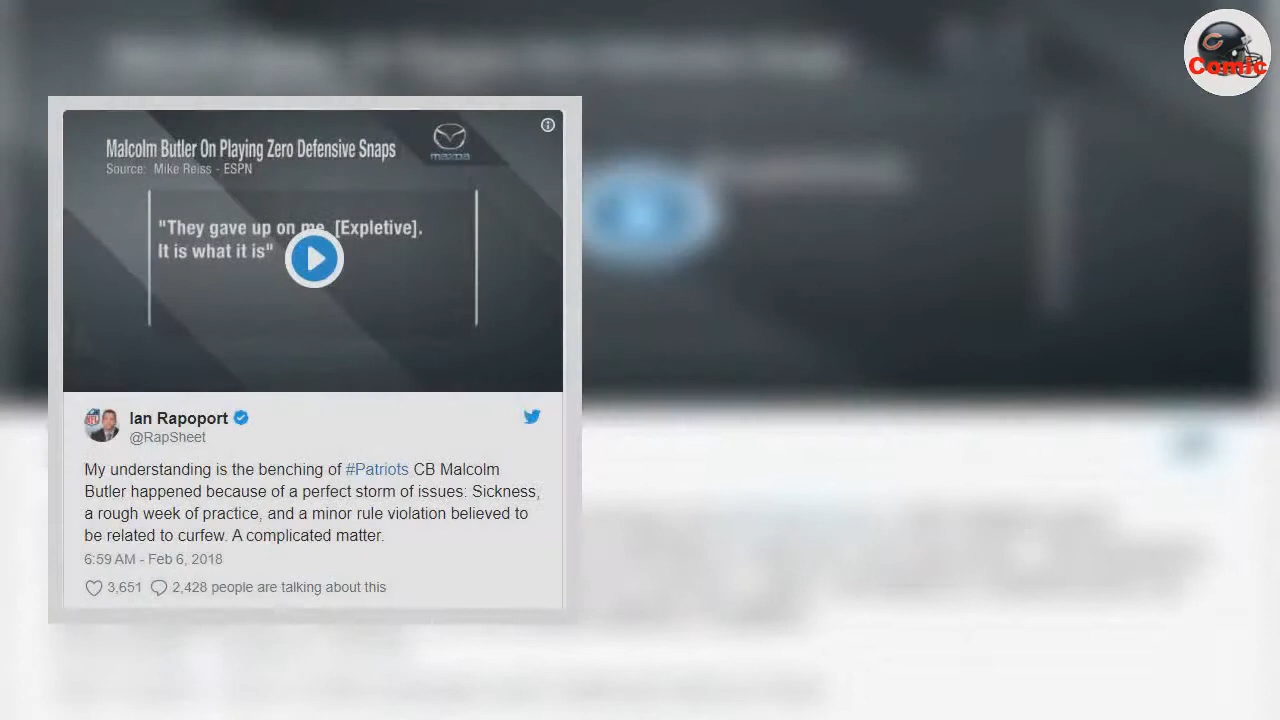 Comic
Malcolm Butler On Playing Zero Defensive Snaps
mazda
Source: Mike Reiss - ESPN
"They gave up on me. [Expletive].
It is what it is"
Ian Rapoport
@RapSheet
My understanding is the benching of #Patriots CB Malcolm
Butler happened because of a perfect storm of issues: Sickness,
a rough week of practice, and a minor rule violation believed to
be related to curfew. A complicated matter.
6:59 AM - Feb 6, 2018
3,651 2,428 people are talking about this